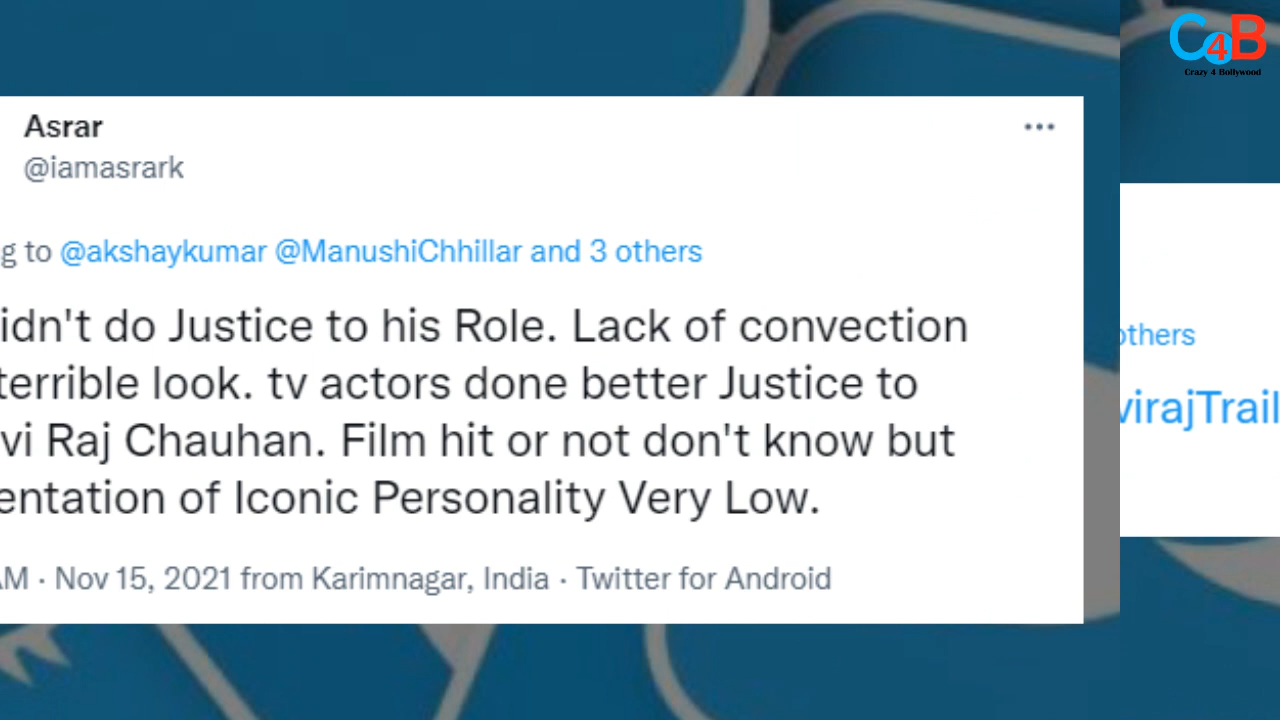 C4B
Crazy 4 Bollywood
Asrar
@iamasrark
g to @akshaykumar @ManushiChhillar and 3 others
idn't do Justice to his Role. Lack of convection
terrible look. tv actors done better Justice to
vi Raj Chauhan. Film hit or not don't know but
entation of Iconic Personality Very Low.
AM · Nov 15, 2021 from Karimnagar, India · Twitter for Android
others
virajTrail